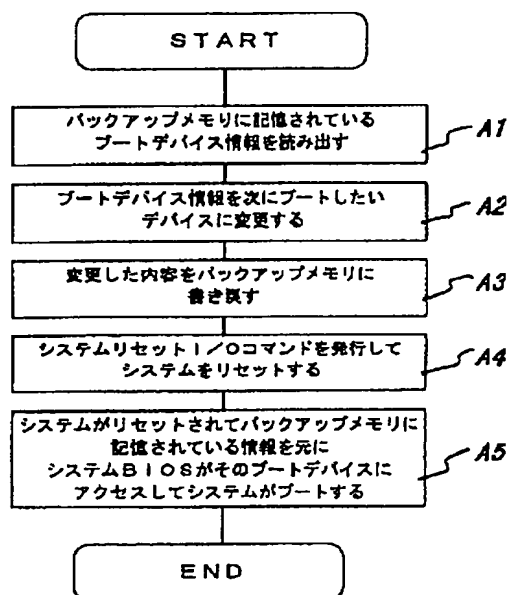 START
バックアップメモリに記憶されている
ブートデバイス情報を読み出す
A1
ブートデバイス情報を次にブートしたい
デバイスに変更する
A2
変更した内容をバックアップメモリに
書き戻す
A3
システムリセットI/Oコマンドを発行して
システムをリセットする
A4
システムがリセットされてバックアップメモリに
記憶されている情報を元に
システムBIOSがそのブートデバイスに
アクセスしてシステムがブートする
A5
END